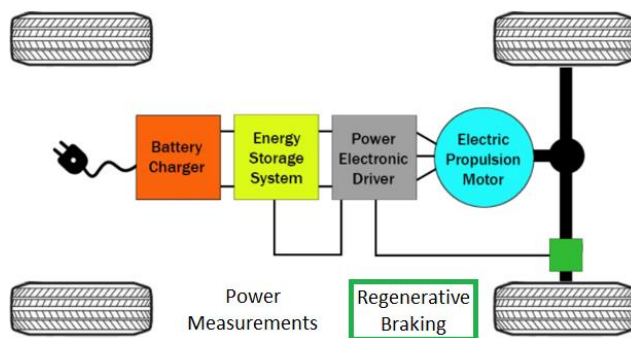 Battery
Charger
Energy
Storage
System
Power
Electronic
Driver
Electric
Propulsion
Motor
Power
Measurements
Regenerative
Braking